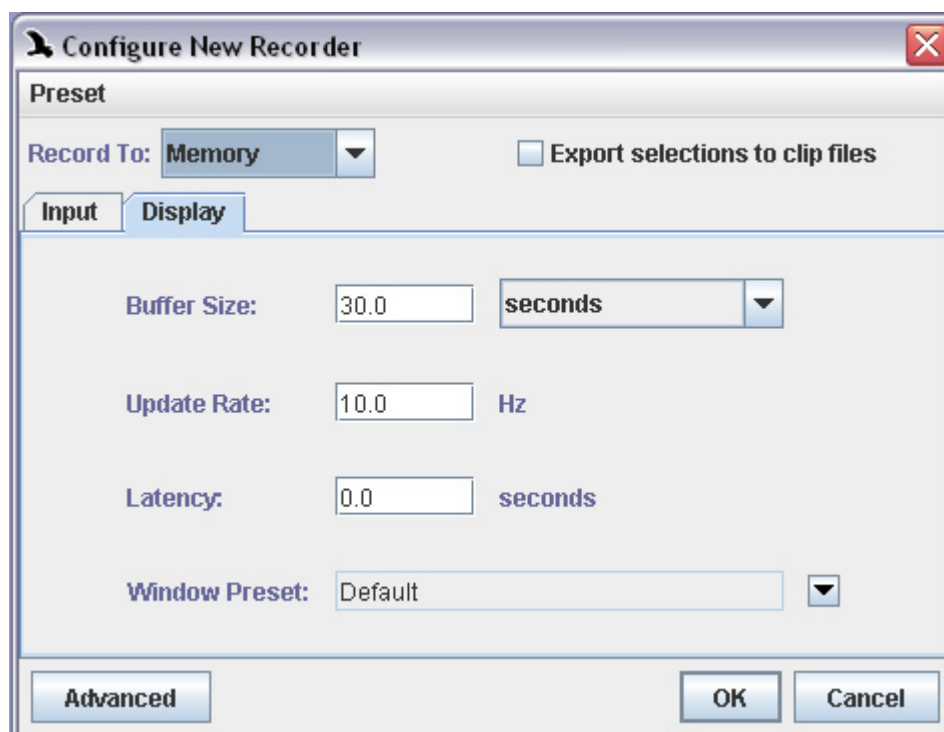 Configure New Recorder
Preset
Record To: Memory Export selections to clip files
Input Display
Buffer Size: 30.0 seconds
Update Rate: 10.0 Hz
Latency: 0.0 seconds
Window Preset: Default
Advanced OK Cancel